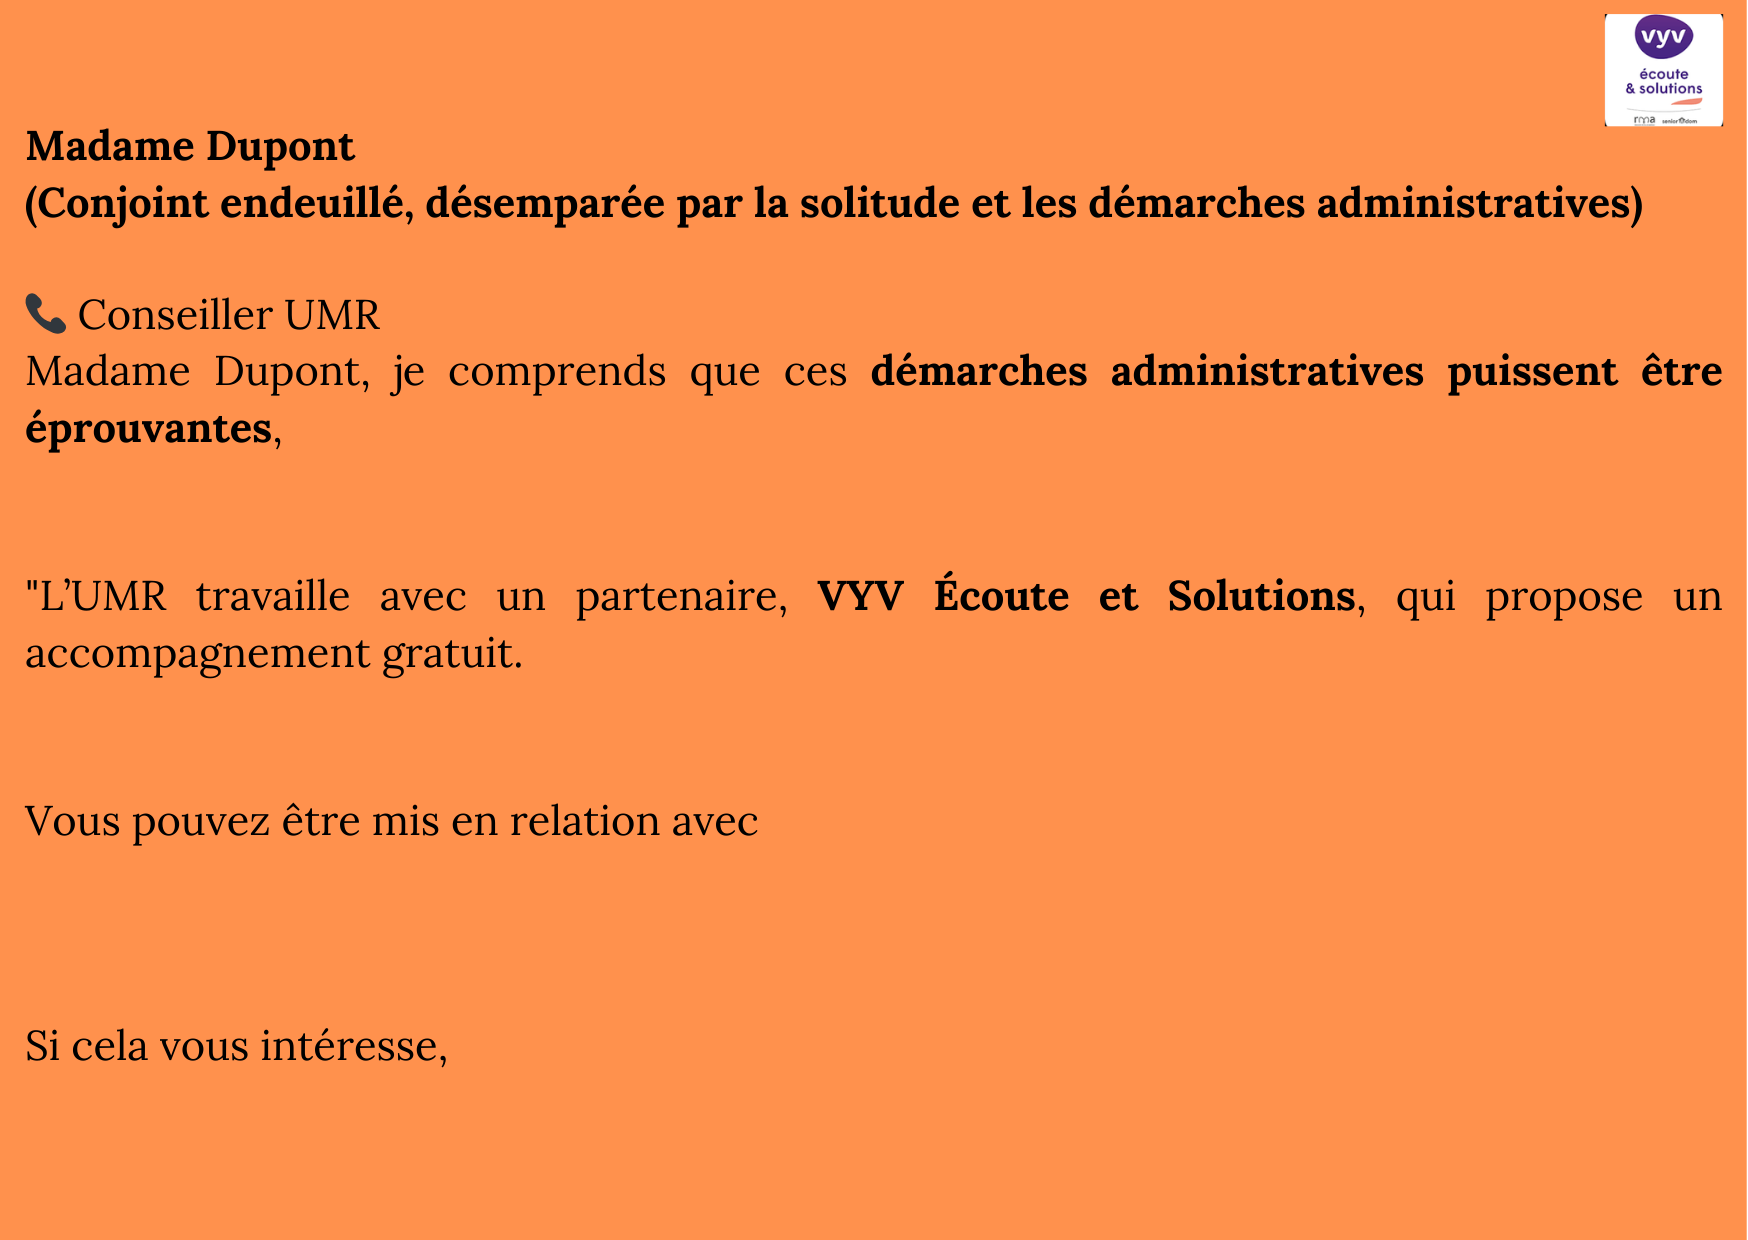 vyv
écoute
& solutions
rma senior dom
Madame Dupont
(Conjoint endeuillé, désemparée par la solitude et les démarches administratives)
Conseiller UMR
Madame Dupont, je comprends que ces démarches administratives puissent être
éprouvantes,
"L’UMR travaille avec un partenaire, VYV Écoute et Solutions, qui propose un
accompagnement gratuit.
Vous pouvez être mis en relation avec
Si cela vous intéresse,